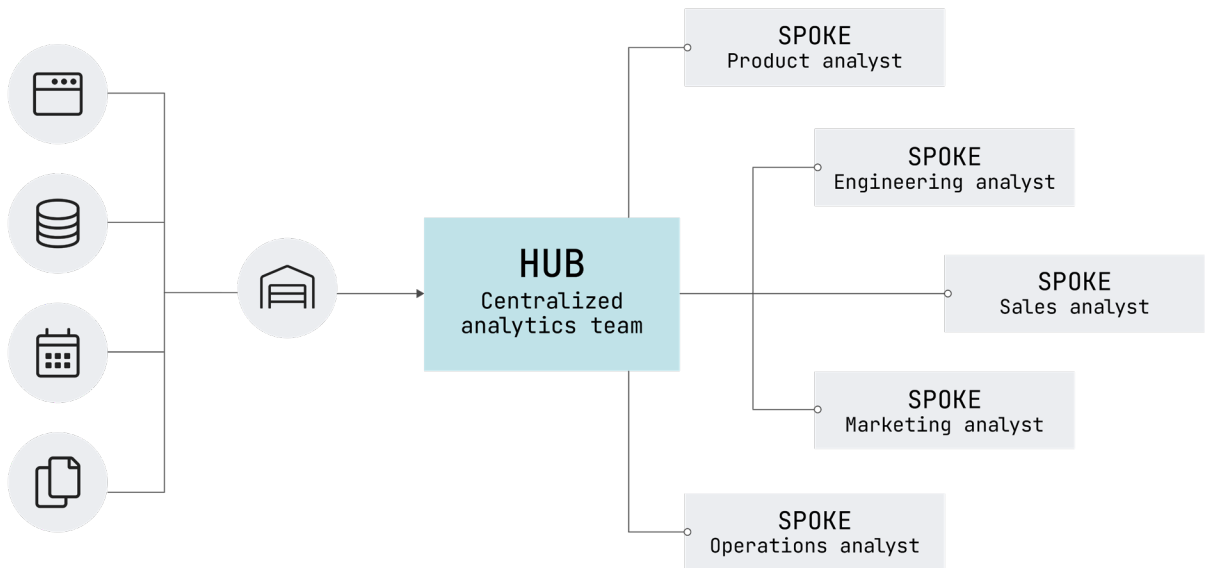 SPOKE
Product analyst
SPOKE
Engineering analyst
HUB
Centralized
analytics team
SPOKE
Sales analyst
SPOKE
Marketing analyst
SPOKE
Operations analyst